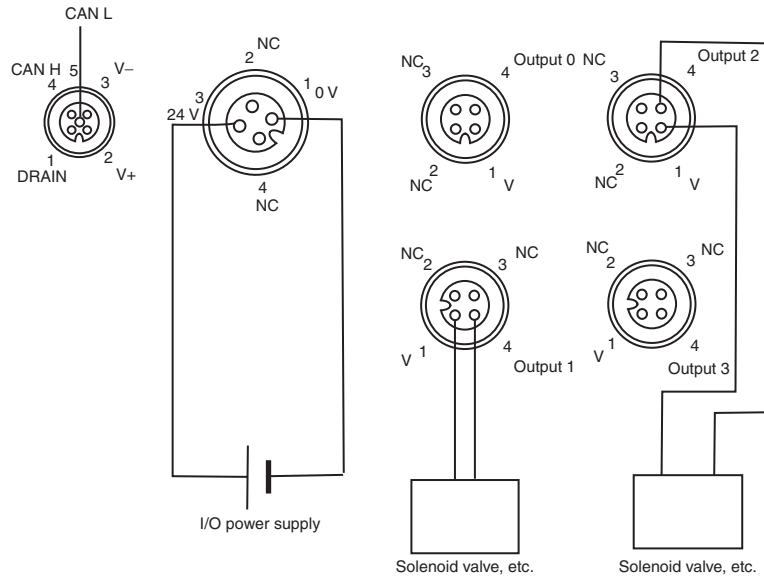 CAN L
CAN H
5
4
3
V–
1
DRAIN
2
V+
NC
2
3
24 V
1
0 V
4
NC
NC
3
4
Output 0
NC
2
1
V
NC
3
4
Output 2
NC
2
1
V
NC
2
3
NC
V
1
4
Output 1
NC
2
3
NC
V
1
4
Output 3
I/O power supply
Solenoid valve, etc.
Solenoid valve, etc.